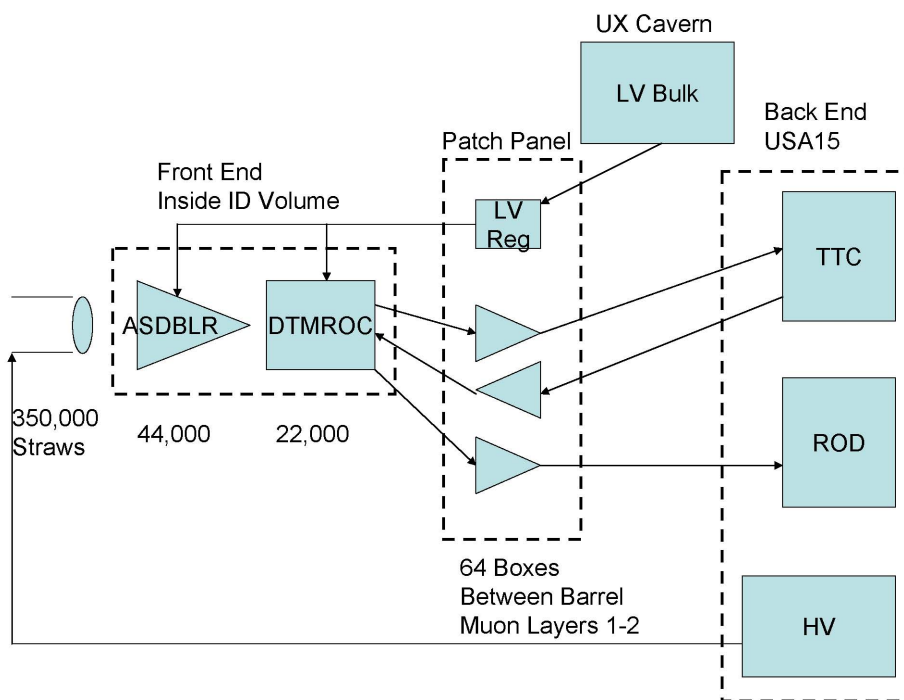 UX Cavern
LV Bulk
Back End
USA15
Patch Panel
Front End
Inside ID Volume
LV
Reg
TTC
ASDBLR
DTMROC
350,000
Straws
44,000
22,000
ROD
64 Boxes
Between Barrel
Muon Layers 1-2
HV